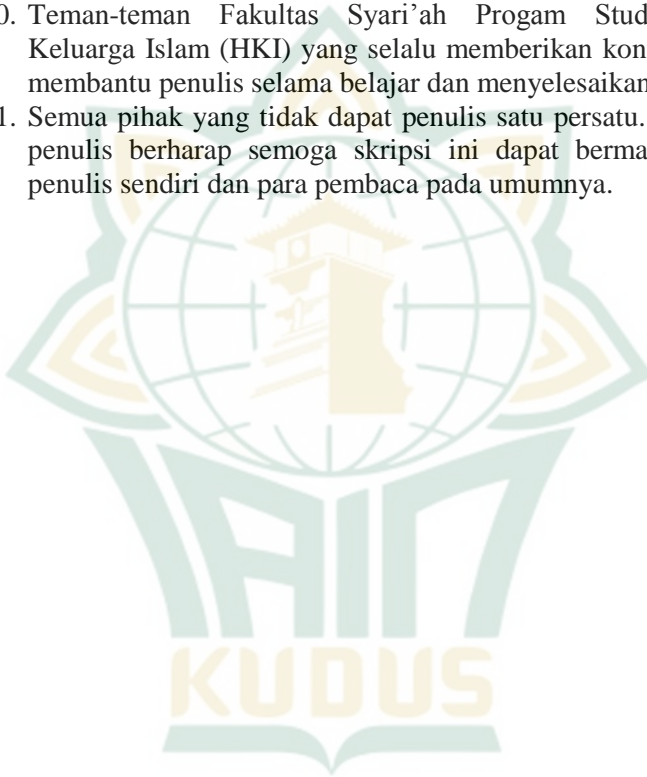 0. Teman-teman Fakultas Syari’ah Progam Stud
Keluarga Islam (HKI) yang selalu memberikan kon
membantu penulis selama belajar dan menyelesaikan
1. Semua pihak yang tidak dapat penulis satu persatu.
penulis berharap semoga skripsi ini dapat berma
penulis sendiri dan para pembaca pada umumnya.
IAIN
KUDUS